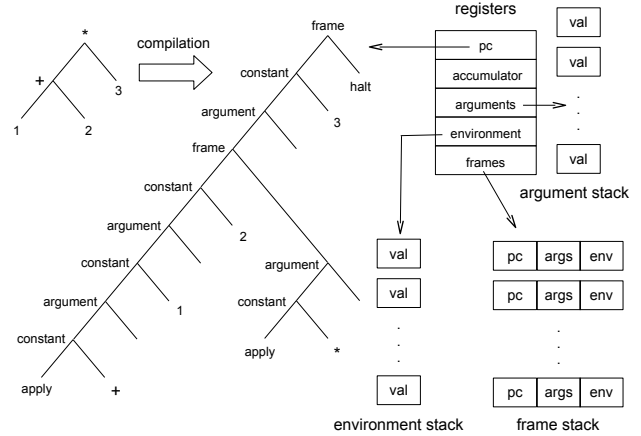 *
+
3
1
2
compilation
frame
constant
halt
argument
3
frame
constant
2
argument
constant
1
argument
constant
apply
+
argument
constant
apply
*
registers
pc
accumulator
arguments
environment
frames
val
val
.
.
.
val
argument stack
val
val
.
.
.
val
environment stack
pc args env
pc args env
.
.
.
pc args env
frame stack